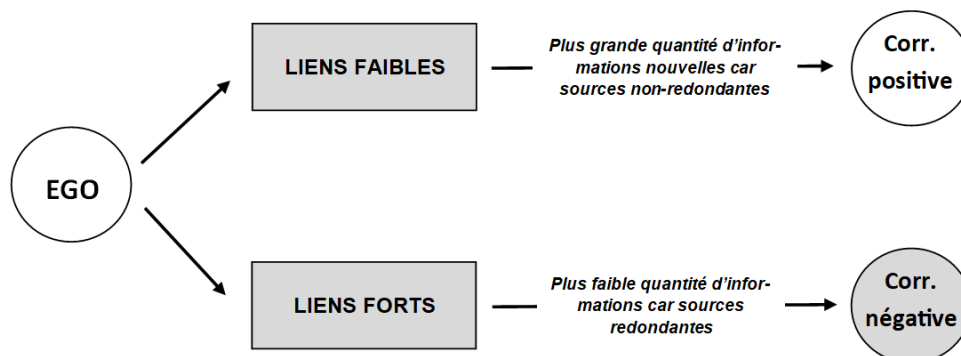 EGO
LIENS FAIBLES
Plus grande quantité d'infor-
mations nouvelles car
sources non-redondantes
Corr.
positive
LIENS FORTS
Plus faible quantité d'infor-
mations car sources
redondantes
Corr.
négative